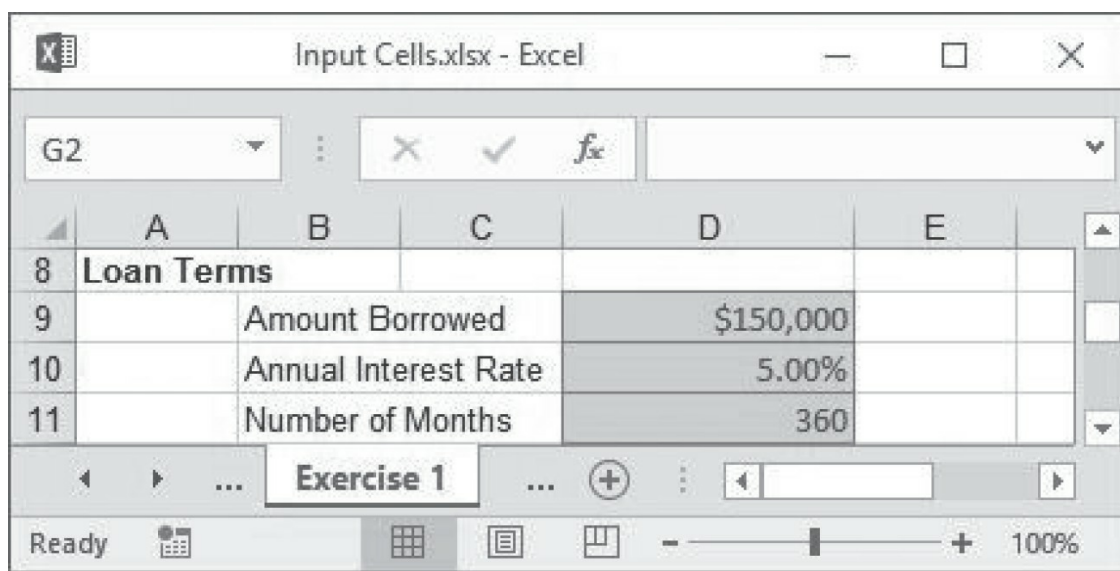 Input Cells.xlsx - Excel
G2 fx
A B C D E
8 Loan Terms
9 Amount Borrowed $150,000
10 Annual Interest Rate 5.00%
11 Number of Months 360
... Exercise 1 ...
Ready 100%